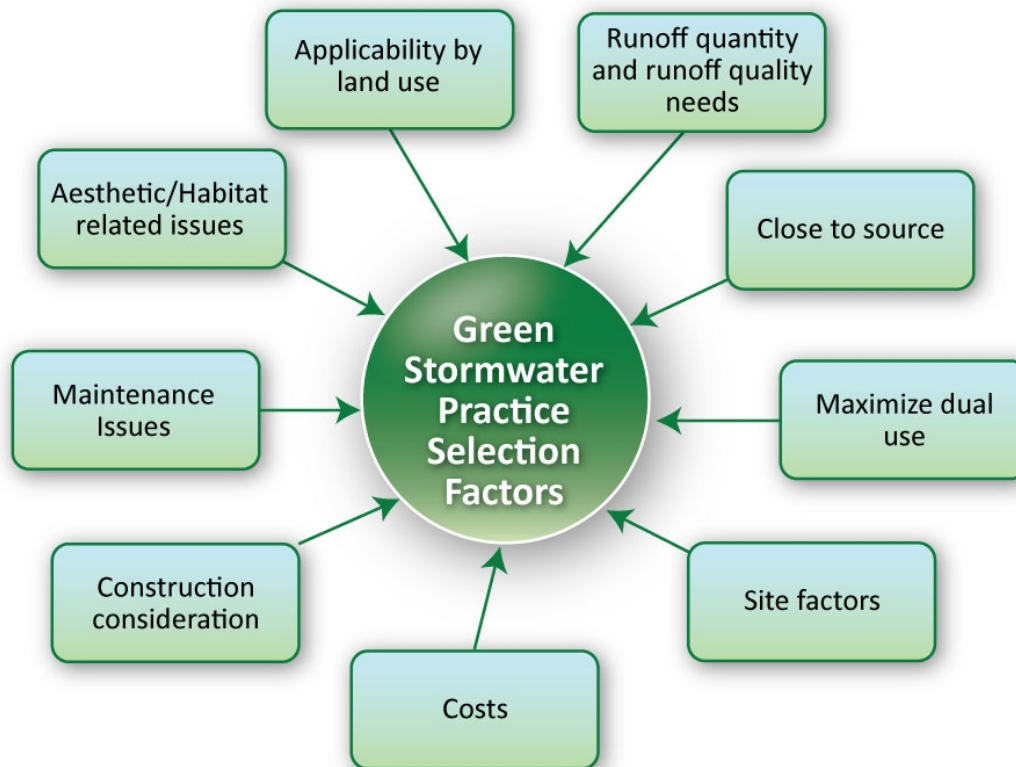 Applicability by
land use
Runoff quantity
and runoff quality
needs
Aesthetic/Habitat
related issues
Close to source
Green
Stormwater
Practice
Selection
Factors
Maintenance
Issues
Maximize dual
use
Construction
consideration
Site factors
Costs